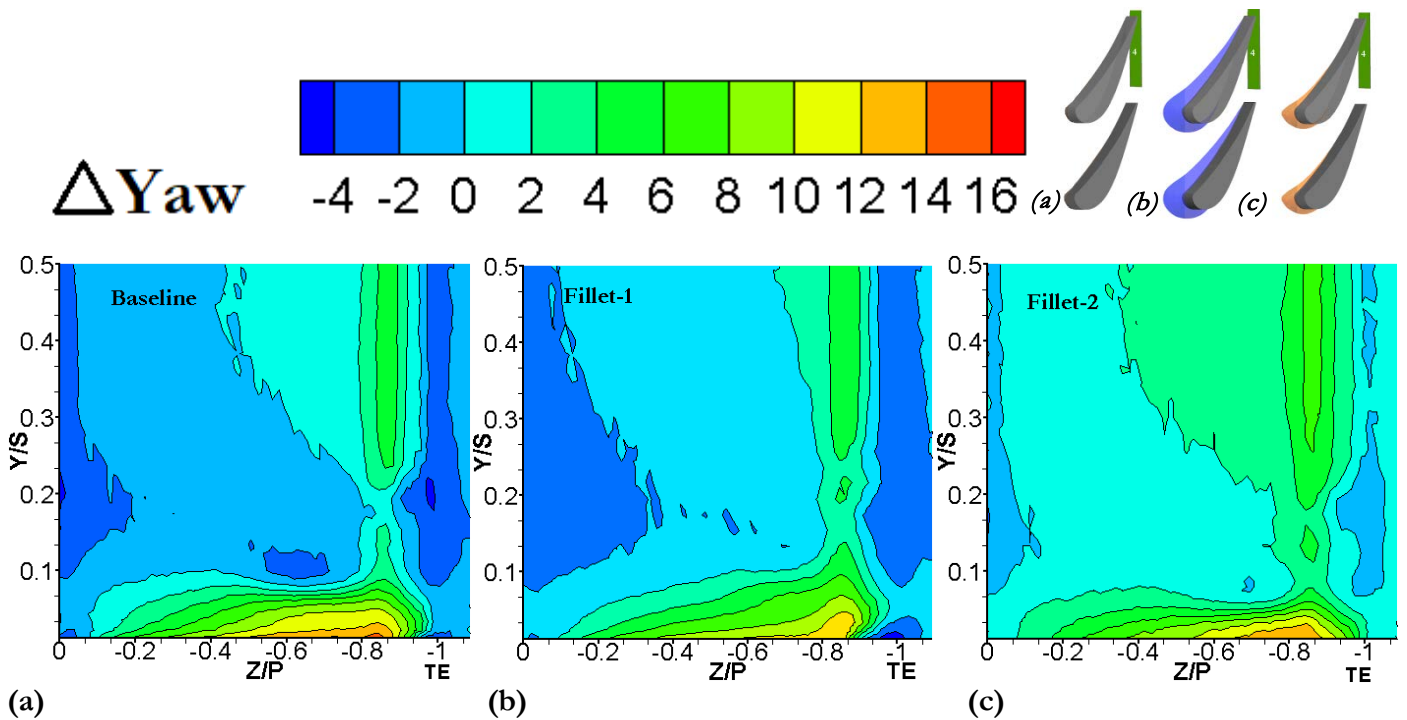 4 4 4
△Yaw
-4 -2 0 2 4 6 8 10 12 14 16
(a) (b) (c)
Baseline
0.5
0.4
0.3
0.2
0.1
Y/S
0 -0.2 -0.4 -0.6 -0.8 -1
Z/P
TE
(a)
Fillet-1
0.5
0.4
0.3
0.2
0.1
0
Y/S
-0.2 -0.4 -0.6 -0.8 -1
Z/P
TE
(b)
Fillet-2
0.5
0.4
0.3
0.2
0.1
Y/S
0 -0.2 -0.4 -0.6 -0.8 -1
Z/P
TE
(c)